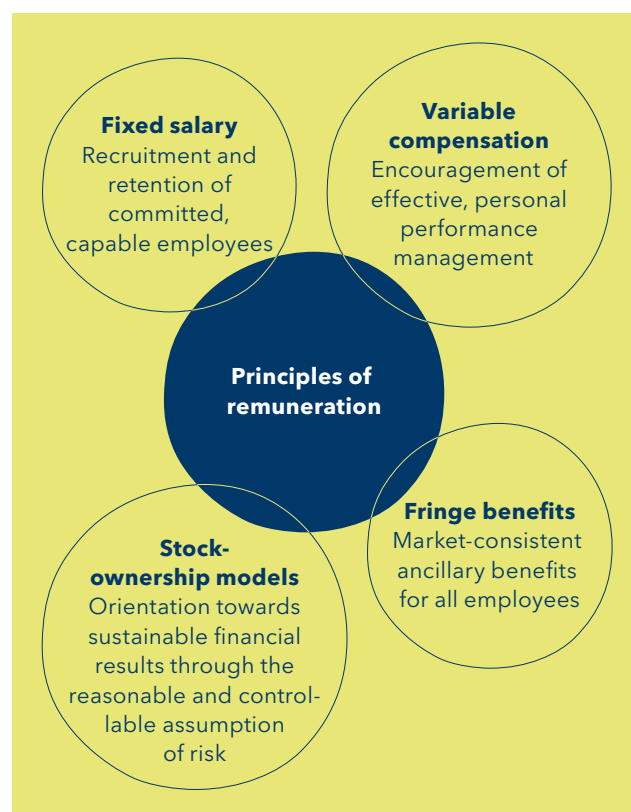 Fixed salary
Recruitment and
retention of
committed,
capable employees
Variable
compensation
Encouragement of
effective, personal
performance
management
Principles of
remuneration
Stock-
ownership models
Orientation towards
sustainable financial
results through the
reasonable and control-
lable assumption
of risk
Fringe benefits
Market-consistent
ancillary benefits
for all employees